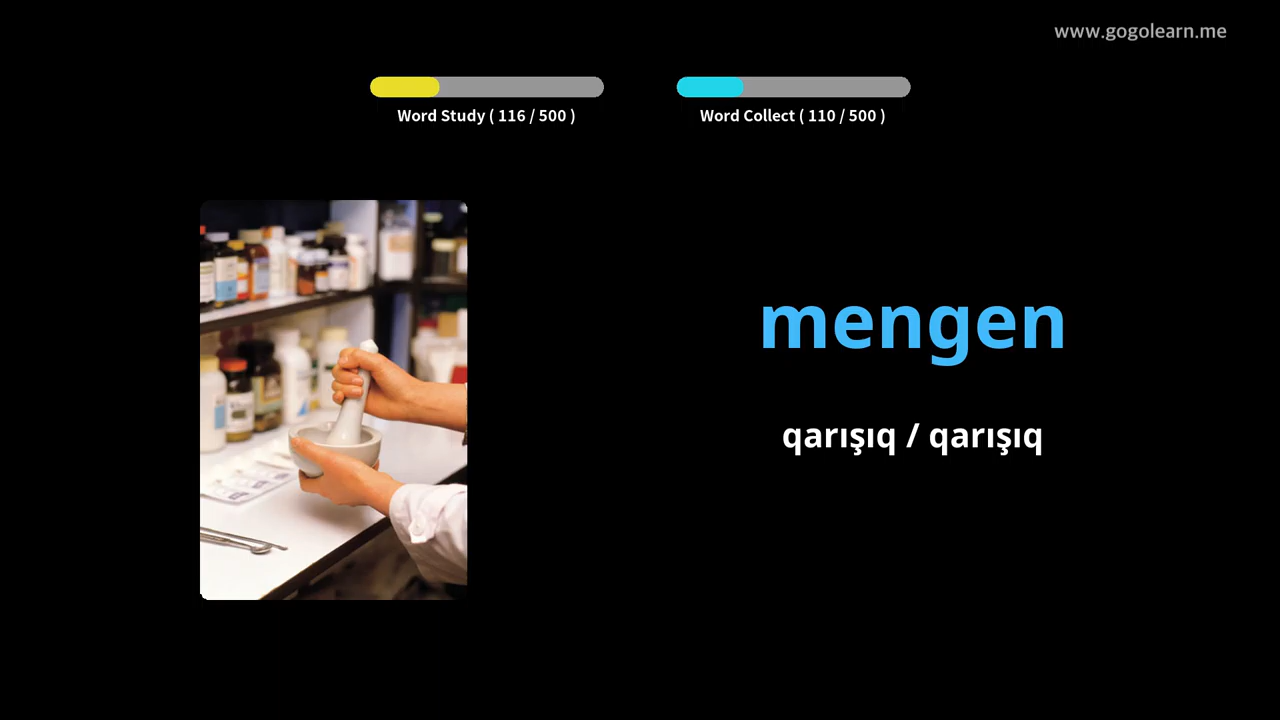 www.gogolearn.me
Word Study ( 116 / 500 )
Word Collect ( 110 / 500 )
mengen
qarışıq / qarışıq